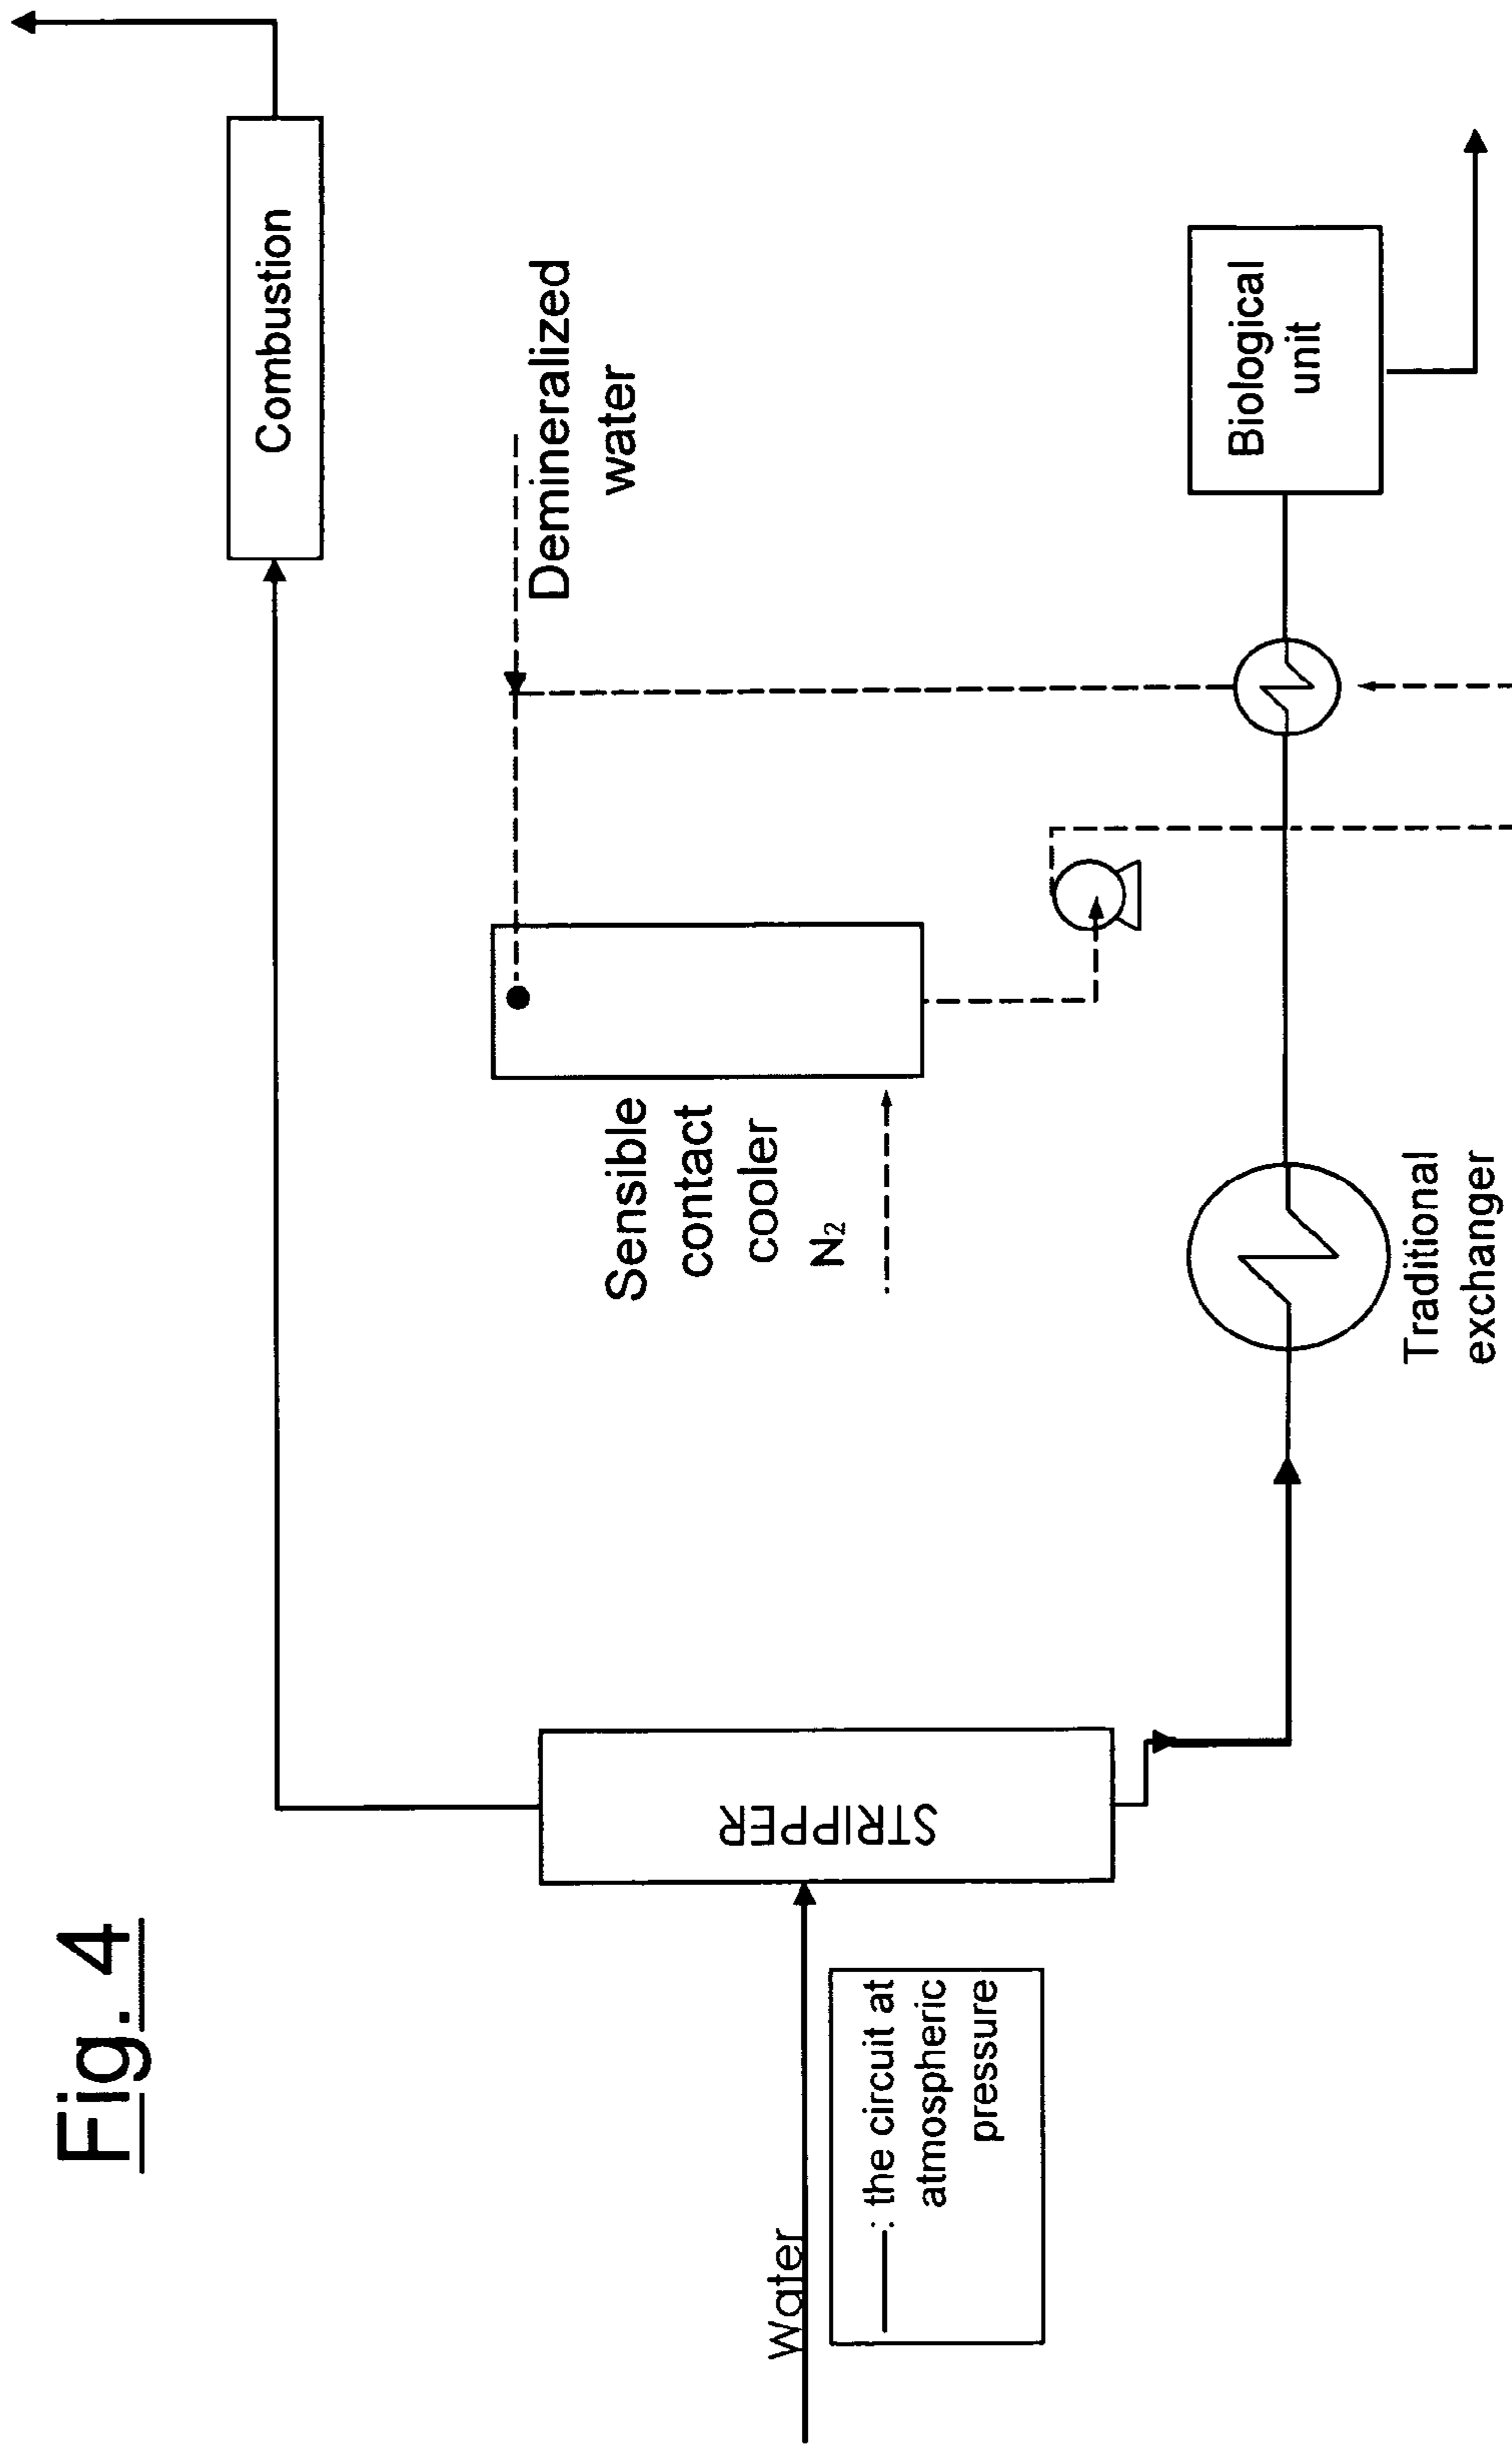 Fig. 4
Combustion
Demineralized
water
Sensible
contact
cooler
N₂
Biological
unit
Traditional
exchanger
STRIPPER
Water
: the circuit at
atmospheric
pressure